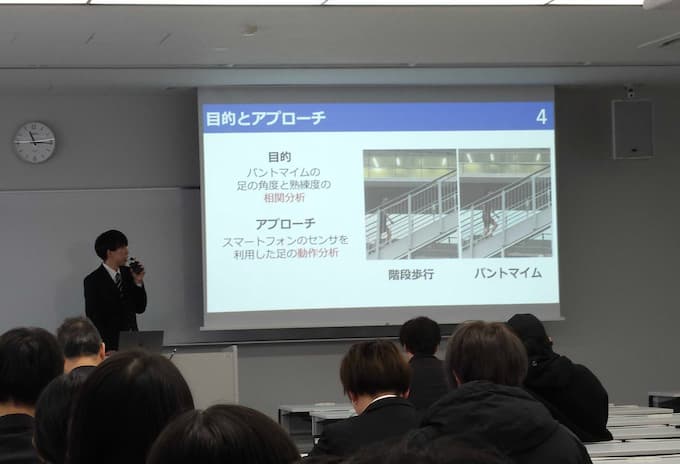 目的とアプローチ 4
目的
パントマイムの
足の角度と熟練度の
相関分析
アプローチ
スマートフォンのセンサを
利用した足の動作分析
階段歩行 パントマイム